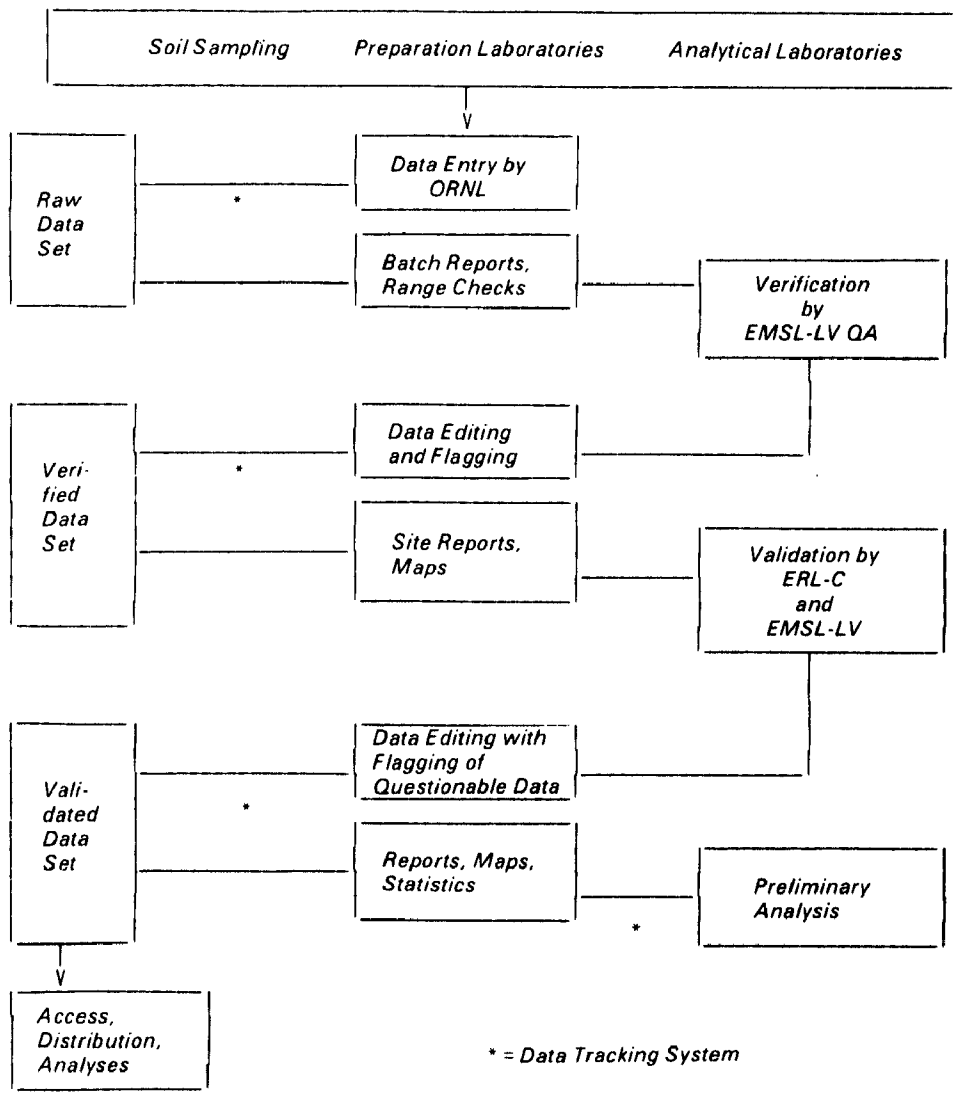 Soil Sampling Preparation Laboratories Analytical Laboratories
Data Entry by
ORNL
*
Raw
Data
Set
Batch Reports,
Range Checks
Verification
by
EMSL-LV QA
Data Editing
and Flagging
*
Veri-
fied
Data
Set
Site Reports,
Maps
Validation by
ERL-C
and
EMSL-LV
Data Editing with
Flagging of
Questionable Data
*
Vali-
dated
Data
Set
Reports, Maps,
Statistics
*
Preliminary
Analysis
Access,
Distribution,
Analyses
* = Data Tracking System